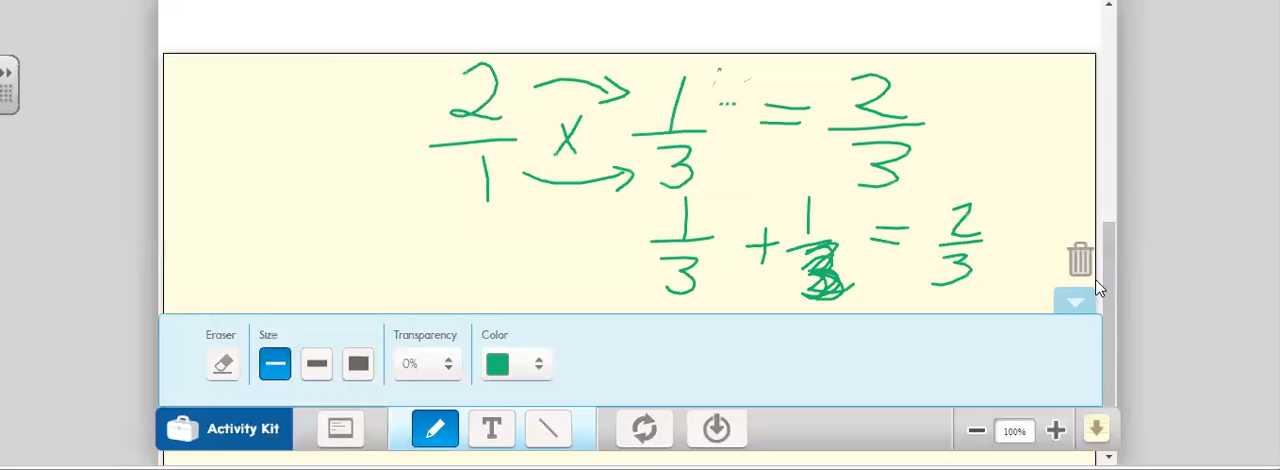 2/1 x 1/3 = 2/3
1/3 + 1/3 = 2/3
Eraser Size Transparency Color
0%
Activity Kit T 100%